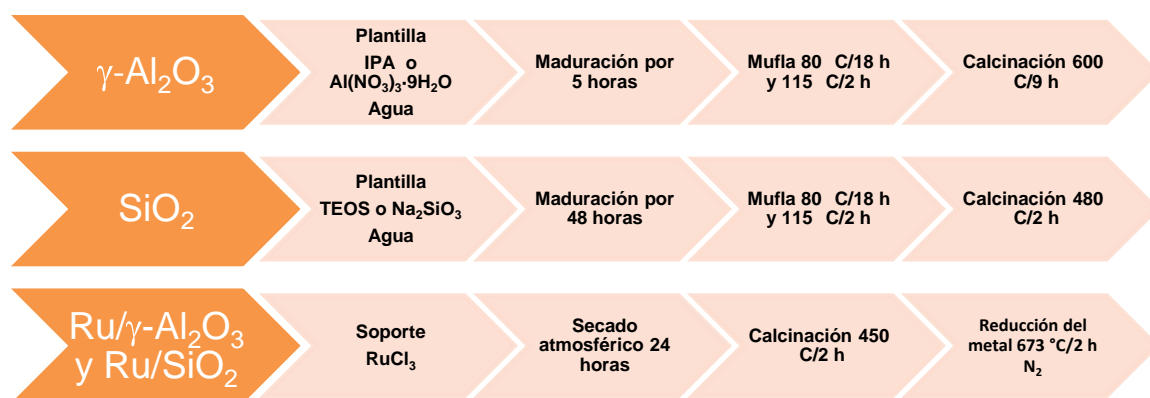 γ-Al₂O₃
Plantilla
IPA o
Al(NO₃)₃·9H₂O
Agua
Maduración por
5 horas
Mufla 80 C/18 h
y 115 C/2 h
Calcinación 600
C/9 h
SiO₂
Plantilla
TEOS o Na₂SiO₃
Agua
Maduración por
48 horas
Mufla 80 C/18 h
y 115 C/2 h
Calcinación 480
C/2 h
Ru/γ-Al₂O₃
y Ru/SiO₂
Soporte
RuCl₃
Secado
atmosférico 24
horas
Calcinación 450
C/2 h
Reducción del
metal 673 °C/2 h
N₂